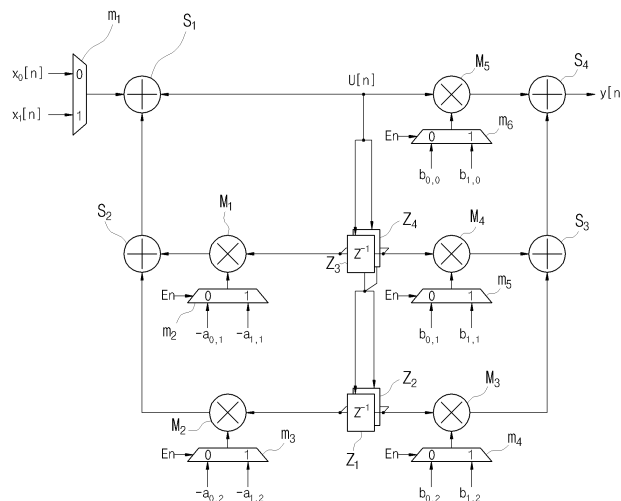 m1
S1
x0[n]
0
x1[n]
1
U[n]
M5
S4
y[n
En
0 1
m6
b0,0
b1,0
S2
M1
Z4
Z⁻¹
Z3
M4
S3
En
0 1
m2
-a0,1
-a1,1
En
0 1
m5
b0,1
b1,1
M2
Z2
Z⁻¹
Z1
M3
En
0 1
m3
-a0,2
-a1,2
En
0 1
m4
b0,2
b1,2